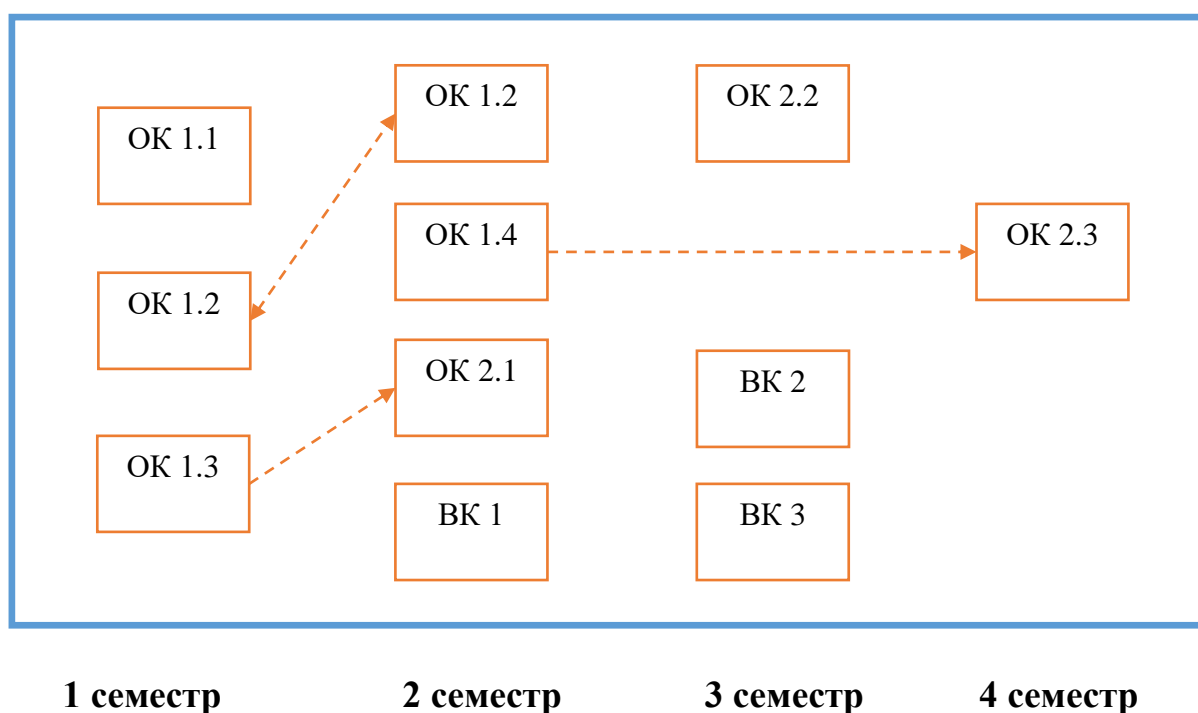 ОК 1.1
ОК 1.2
ОК 1.3
ОК 1.2
ОК 1.4
ОК 2.1
ВК 1
ОК 2.2
ВК 2
ВК 3
ОК 2.3
1 семестр
2 семестр
3 семестр
4 семестр